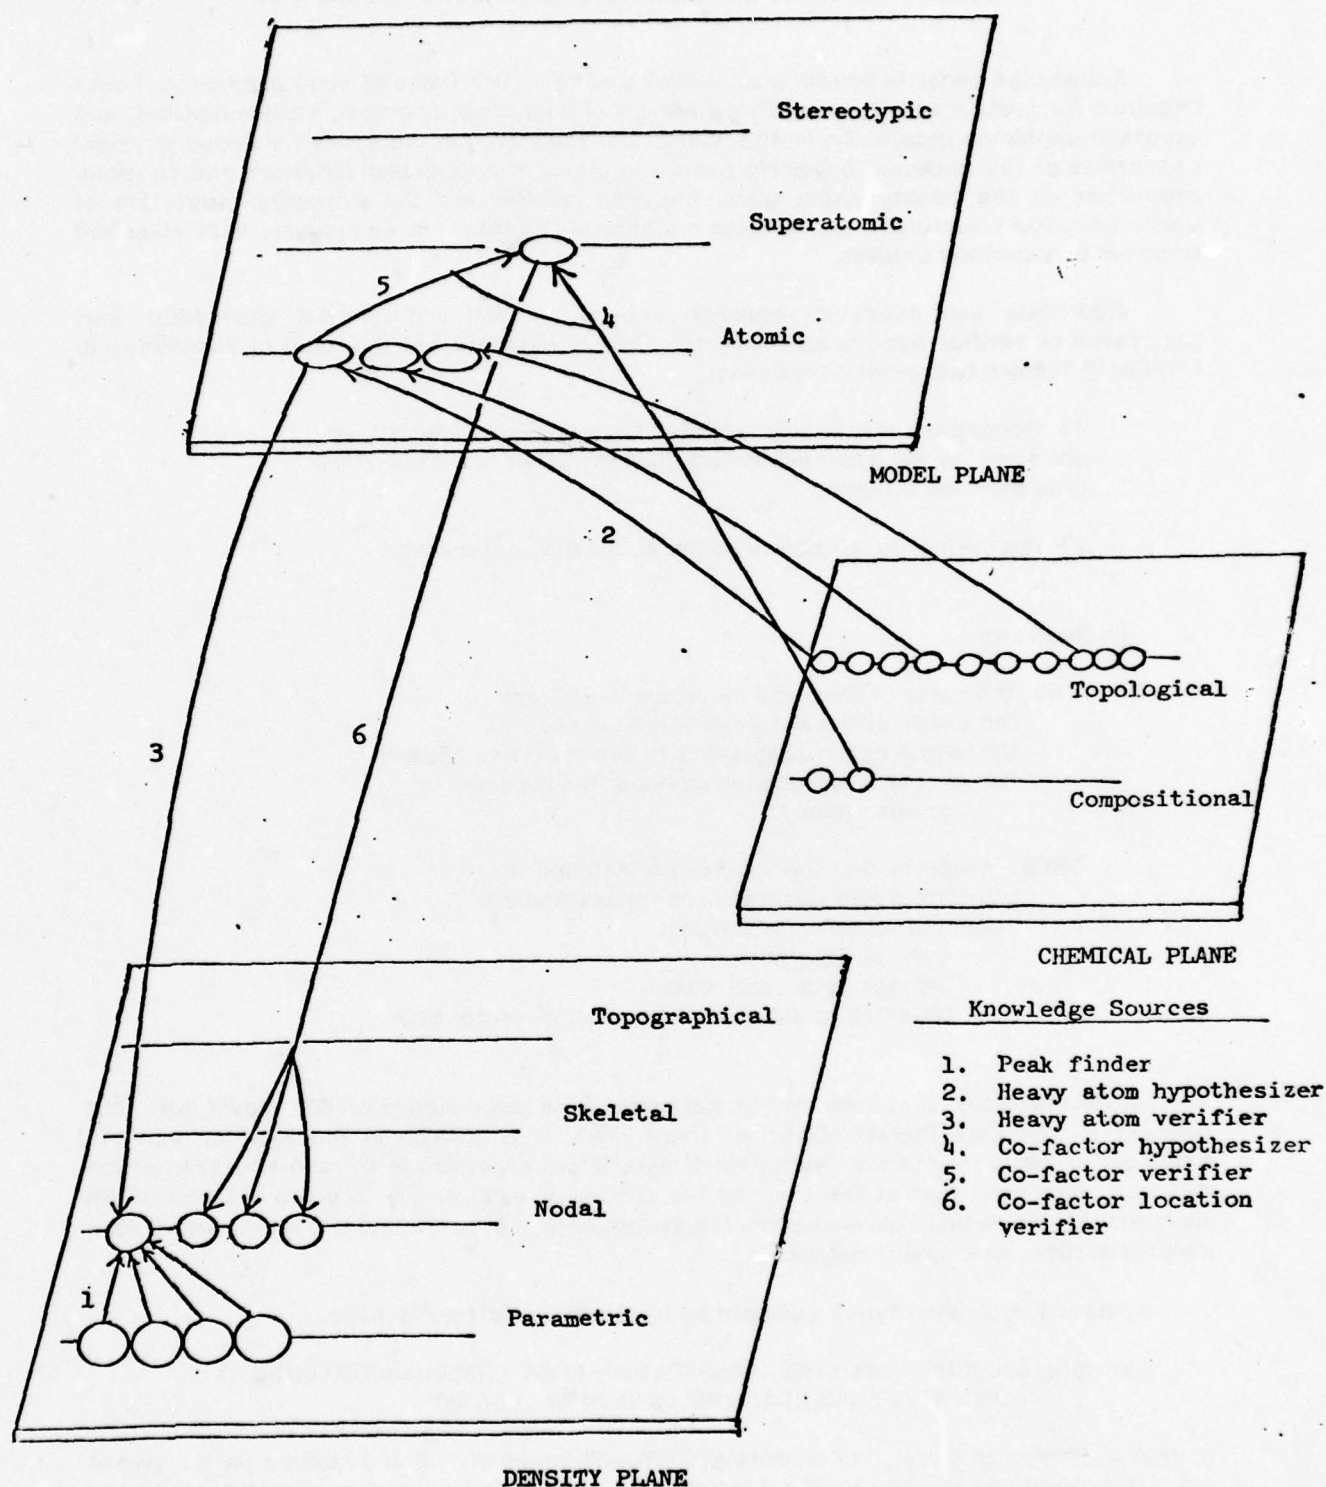 Stereotypic
Superatomic
5
4
Atomic
MODEL PLANE
2
Topological
3
6
Compositional
CHEMICAL PLANE
Topographical
Knowledge Sources
1. Peak finder
2. Heavy atom hypothesizer
3. Heavy atom verifier
4. Co-factor hypothesizer
5. Co-factor verifier
6. Co-factor location
verifier
Skeletal
Nodal
1
Parametric
DENSITY PLANE